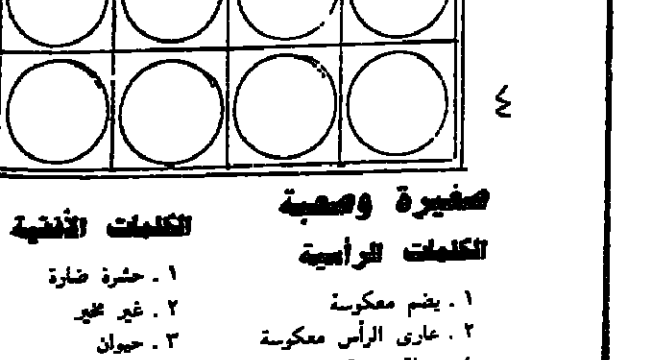 ٤
صغيرة وصعبة
الكلمات الرأسية
١ . يضم معكوسة
٢ . عارى الرأس معكوسة
الكلمات الأفقية
١ . حشرة ضارة
٢ . غير مخير
٣ . حيوان